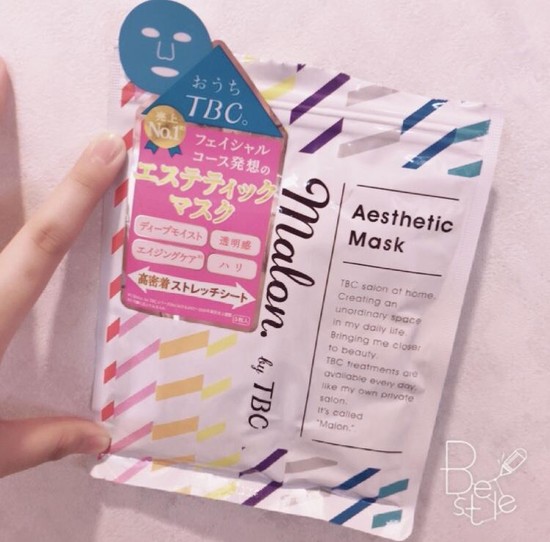 おうち
TBC。
売上
No.1
フェイシャル
コース発想の
エステティック
マスク
ディープモイスト
透明感
エイジングケア
ハリ
高密着ストレッチシート
Malon.
by TBC
Aesthetic
Mask
TBC salon at home.
Creating an
unordinary space
in my daily life.
Bringing me closer
to beauty.
TBC treatments are
available every day,
like my own private
salon.
It's called
"Malon."
Be
style